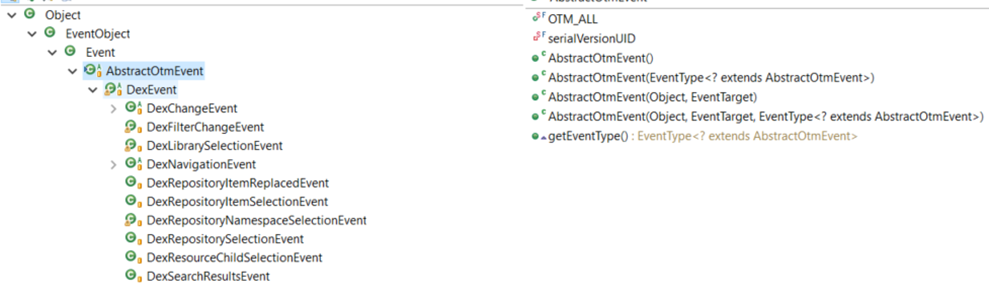 Object
EventObject
Event
AbstractOtmEvent
DexEvent
DexChangeEvent
DexFilterChangeEvent
DexLibrarySelectionEvent
DexNavigationEvent
DexRepositoryItemReplacedEvent
DexRepositoryItemSelectionEvent
DexRepositoryNamespaceSelectionEvent
DexRepositorySelectionEvent
DexResourceChildSelectionEvent
DexSearchResultsEvent
OTM_ALL
serialVersionUID
AbstractOtmEvent()
AbstractOtmEvent(EventType<? extends AbstractOtmEvent>)
AbstractOtmEvent(Object, EventTarget)
AbstractOtmEvent(Object, EventTarget, EventType<? extends AbstractOtmEvent>)
getEventType() : EventType<? extends AbstractOtmEvent>